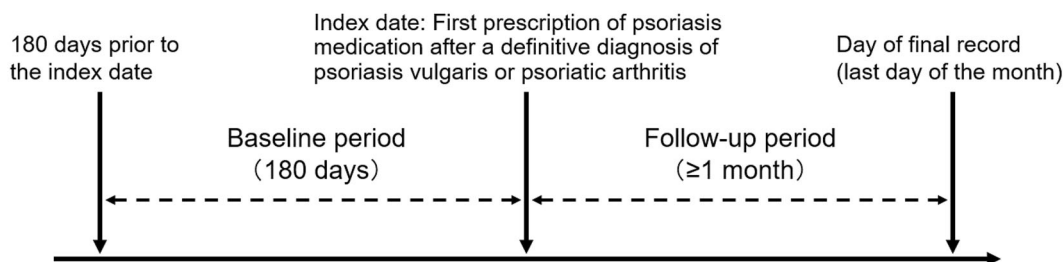 180 days prior to
the index date
Index date: First prescription of psoriasis
medication after a definitive diagnosis of
psoriasis vulgaris or psoriatic arthritis
Day of final record
(last day of the month)
Baseline period
（180 days）
Follow-up period
（≥1 month）